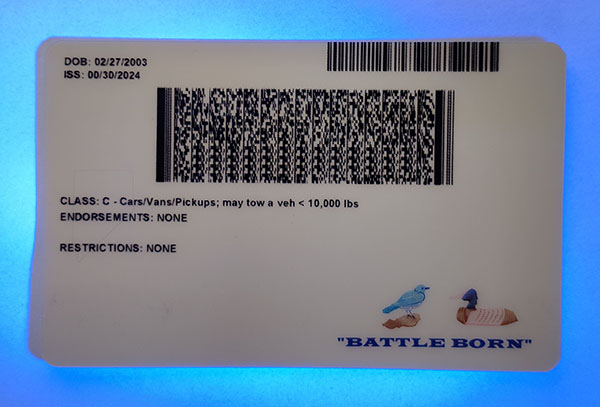 DOB: 02/27/2003
ISS: 00/30/2024
CLASS: C - Cars/Vans/Pickups; may tow a veh < 10,000 lbs
ENDORSEMENTS: NONE
RESTRICTIONS: NONE
"BATTLE BORN"